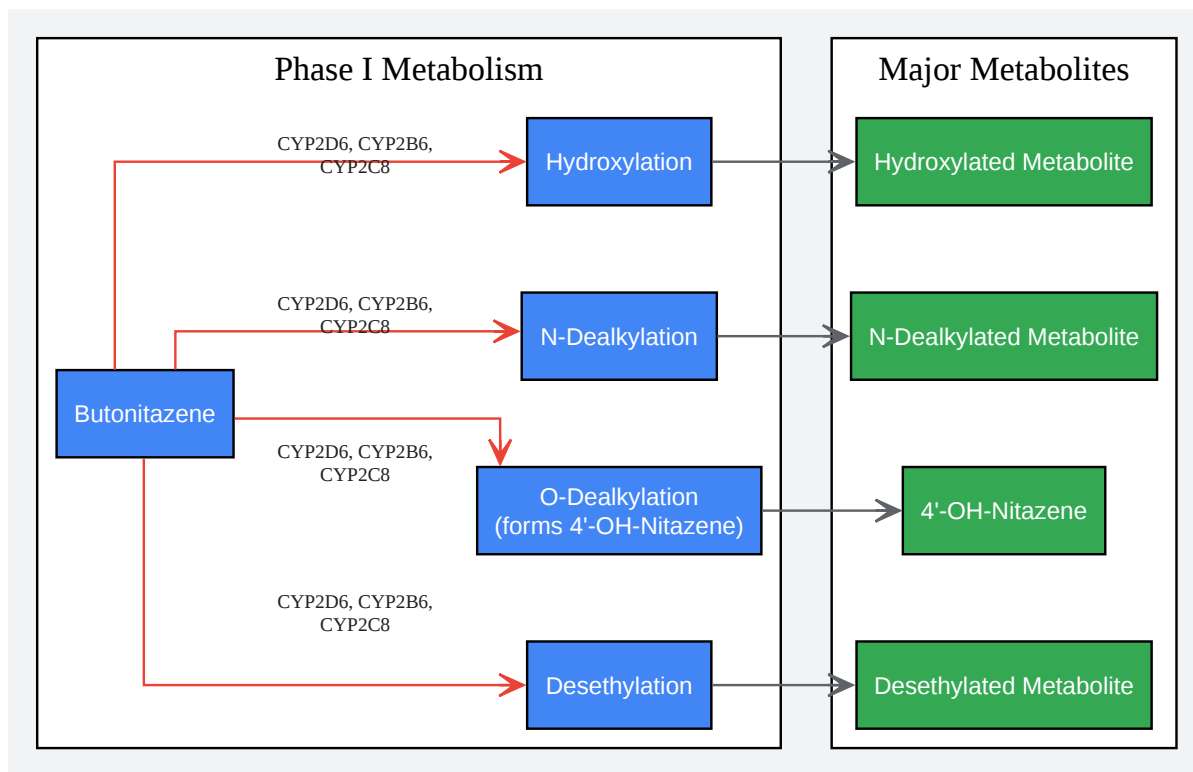 Phase I Metabolism
Major Metabolites
CYP2D6, CYP2B6,
CYP2C8
Hydroxylation
Hydroxylated Metabolite
CYP2D6, CYP2B6,
CYP2C8
N-Dealkylation
N-Dealkylated Metabolite
Butonitazene
CYP2D6, CYP2B6,
CYP2C8
O-Dealkylation
(forms 4'-OH-Nitazene)
4'-OH-Nitazene
CYP2D6, CYP2B6,
CYP2C8
Desethylation
Desethylated Metabolite